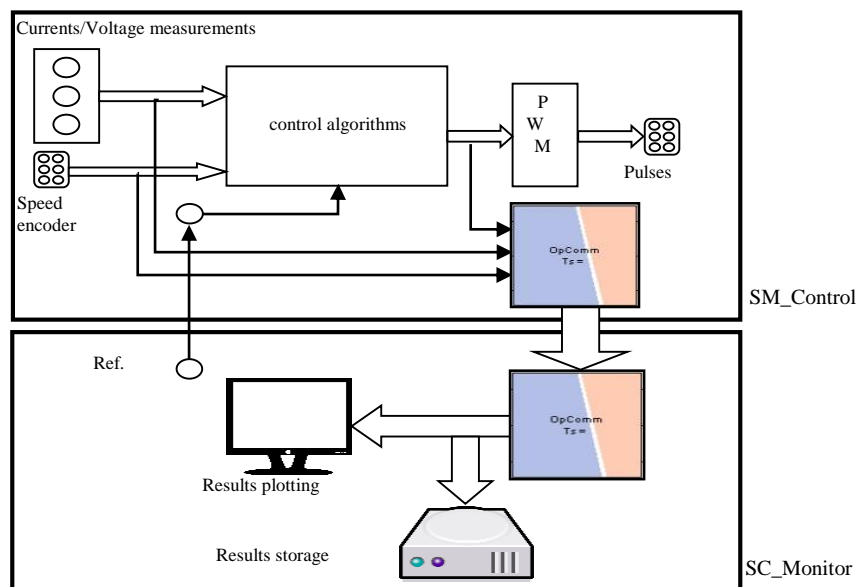 Currents/Voltage measurements
control algorithms
P
W
M
Pulses
Speed
encoder
OpComm
Ts =
SM_Control
Ref.
OpComm
Ts =
Results plotting
Results storage
SC_Monitor